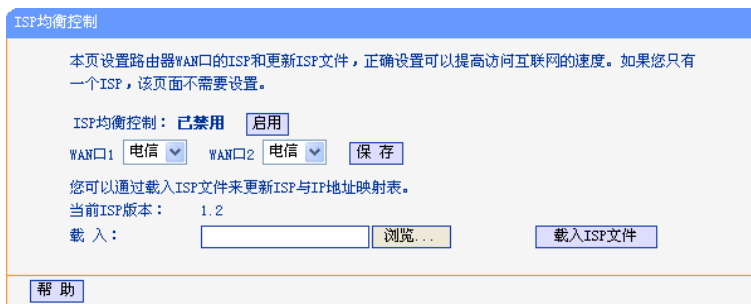 ISP均衡控制
本页设置路由器WAN口的ISP和更新ISP文件，正确设置可以提高访问互联网的速度。如果您只有
一个ISP，该页面不需要设置。
ISP均衡控制： 已禁用 启用
WAN口1 电信 WAN口2 电信 保 存
您可以通过载入ISP文件来更新ISP与IP地址映射表。
当前ISP版本： 1.2
载 入： 浏览... 载入ISP文件
帮 助